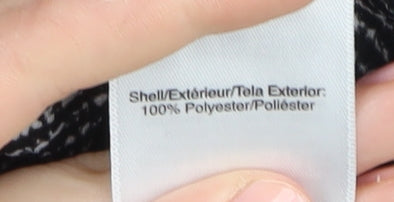 Shell/Extérieur/Tela Exterior:
100% Polyester/Poliéster